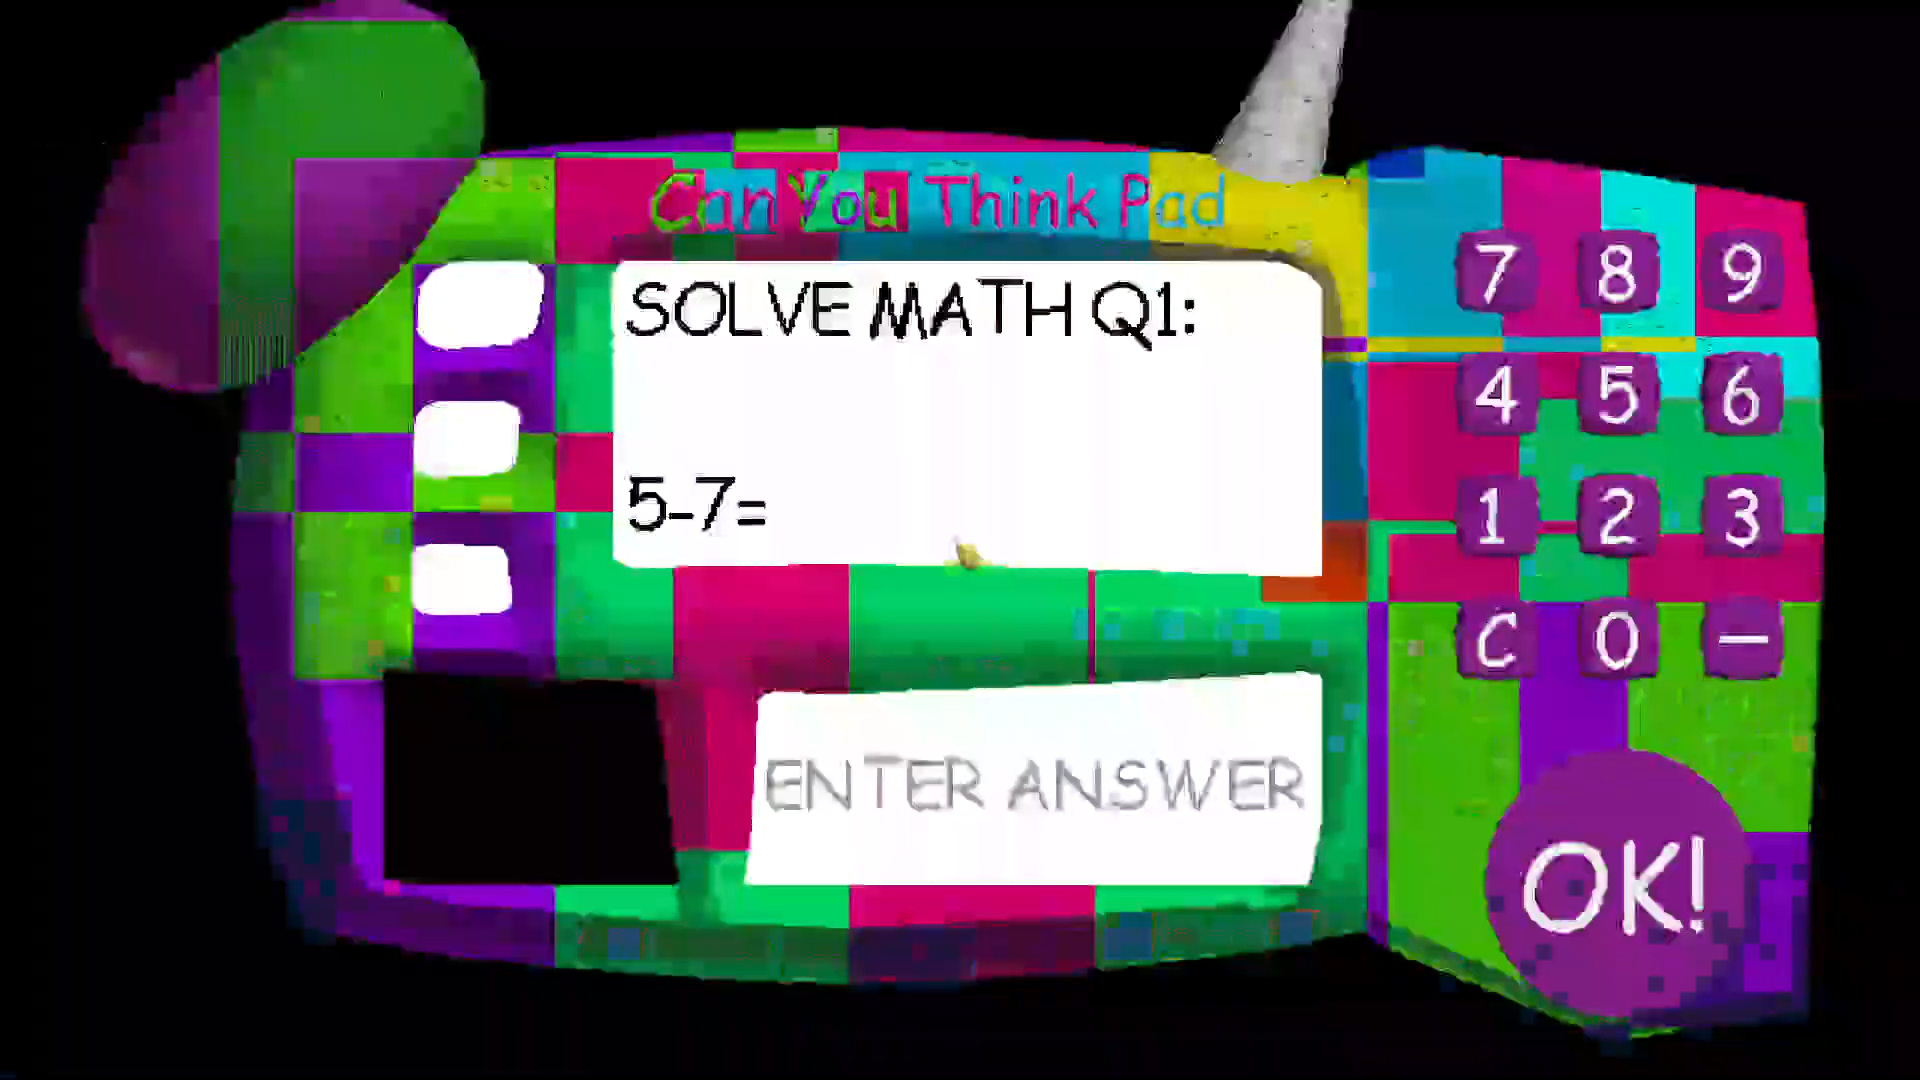 Can You Think Pad
SOLVE MATH Q1:
5-7=
ENTER ANSWER
7 8 9
4 5 6
1 2 3
C 0 −
OK!